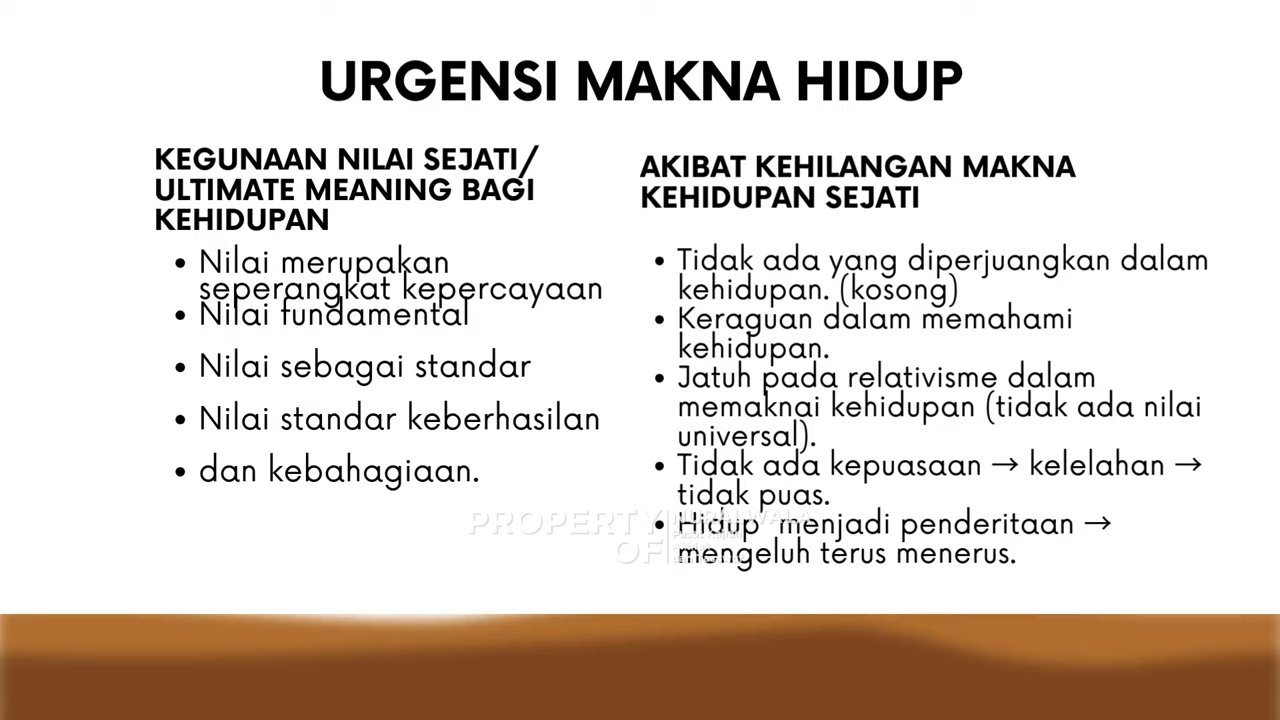 URGENSI MAKNA HIDUP
KEGUNAAN NILAI SEJATI/
ULTIMATE MEANING BAGI
KEHIDUPAN
• Nilai merupakan
seperangkat kepercayaan
• Nilai fundamental
• Nilai sebagai standar
• Nilai standar keberhasilan
• dan kebahagiaan.
AKIBAT KEHILANGAN MAKNA
KEHIDUPAN SEJATI
• Tidak ada yang diperjuangkan dalam
kehidupan. (kosong)
• Keraguan dalam memahami
kehidupan.
• Jatuh pada relativisme dalam
memaknai kehidupan (tidak ada nilai
universal).
• Tidak ada kepuasaan → kelelahan →
tidak puas.
• Hidup menjadi penderitaan →
mengeluh terus menerus.
PROPERTY
OF